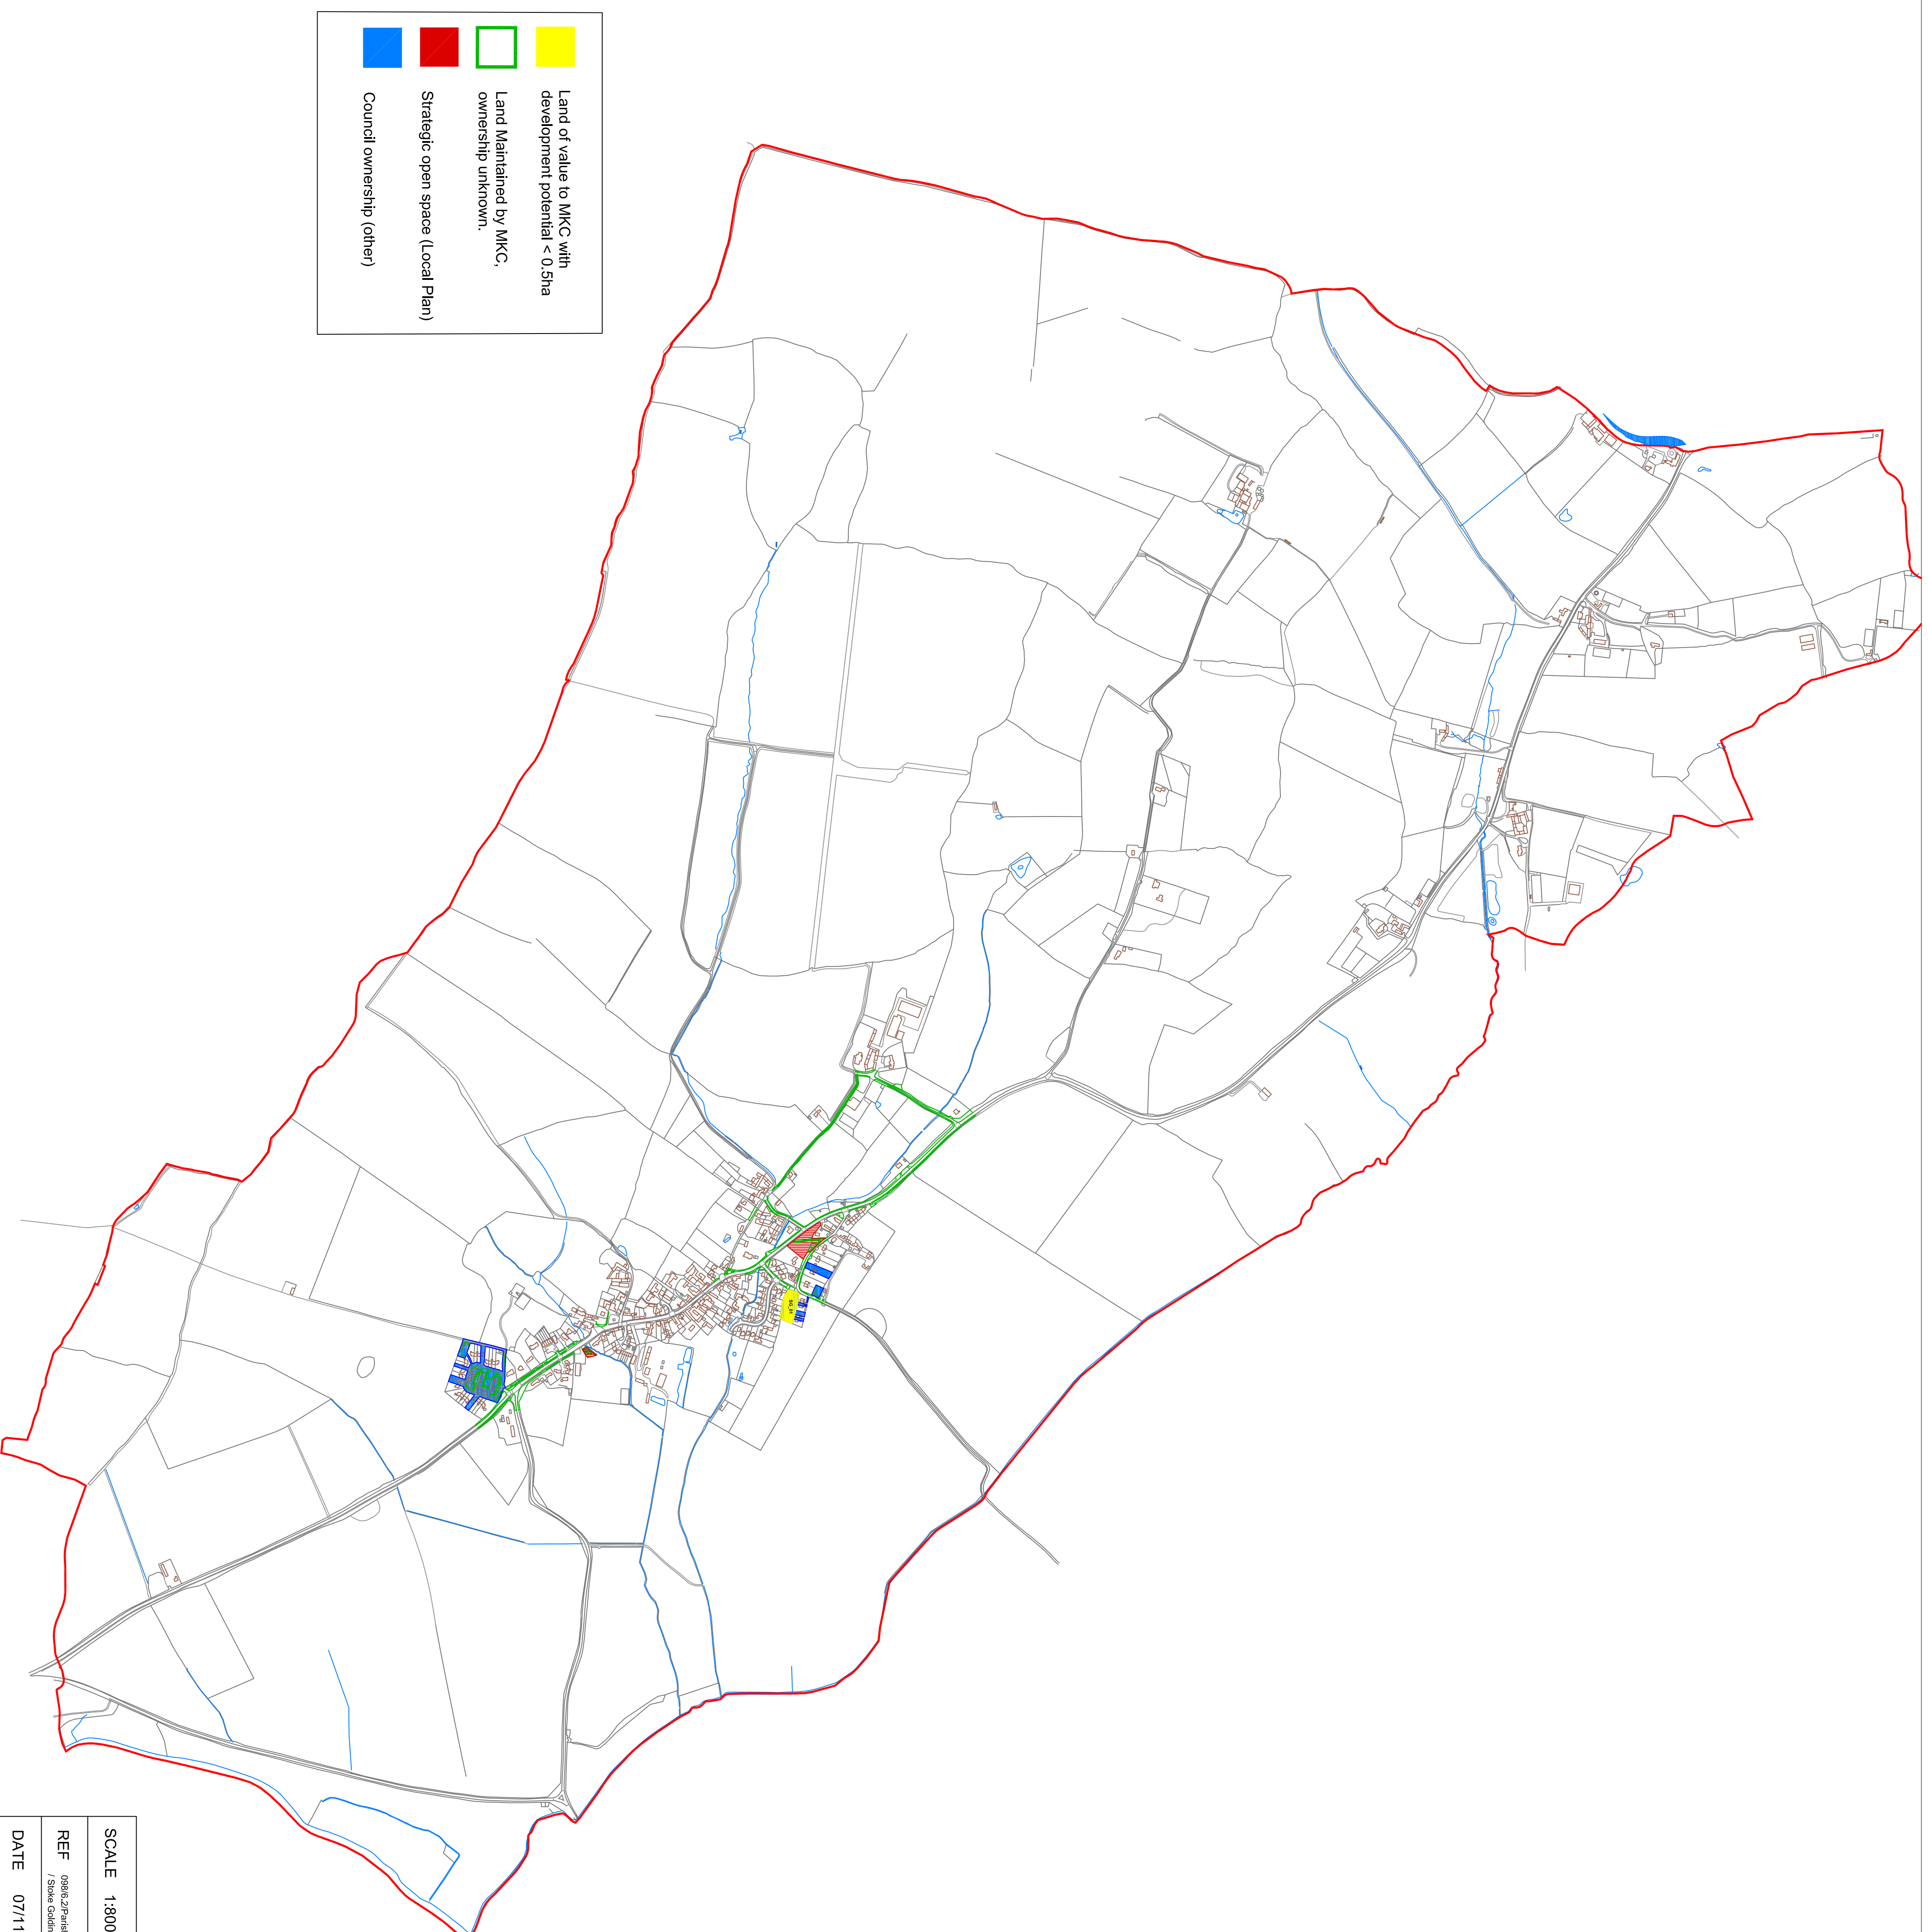 Land of value to MKC with
development potential < 0.5ha
Land Maintained by MKC,
ownership unknown.
Strategic open space (Local Plan)
Council ownership (other)
SG_01
SCALE 1:800
REF 098/6.2/Parish
/ Stoke Goldin
DATE 07/11